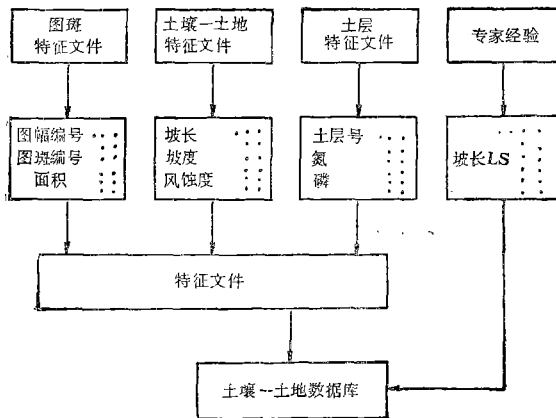 图斑
特征文件
土壤--土地
特征文件
土层
特征文件
专家经验
图幅编号
图斑编号
面积
坡长
坡度
风蚀度
土层号
氮
磷
坡长LS
特征文件
土壤--土地数据库